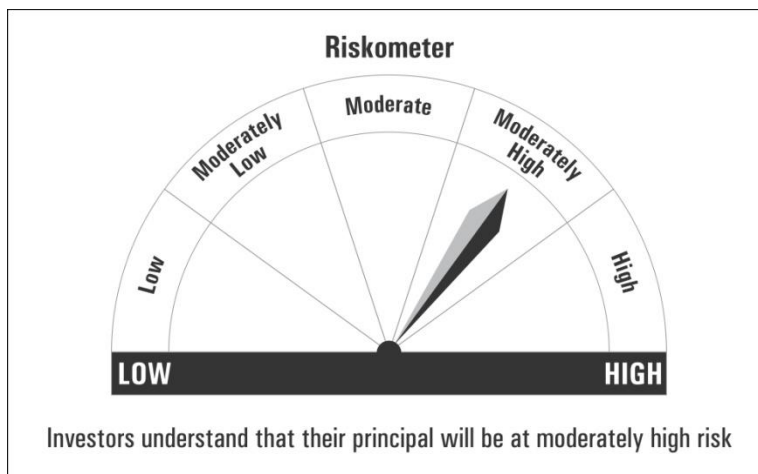 Riskometer
Low
Moderately
Low
Moderate
Moderately
High
High
LOW
HIGH
Investors understand that their principal will be at moderately high risk